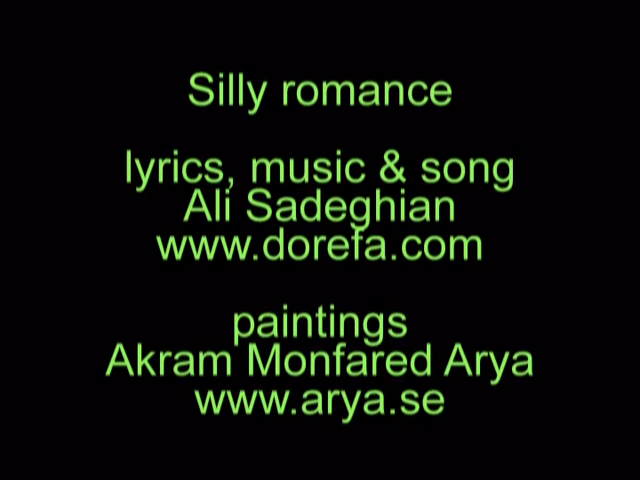 Silly romance
lyrics, music & song
Ali Sadeghian
www.dorefa.com
paintings
Akram Monfared Arya
www.arya.se